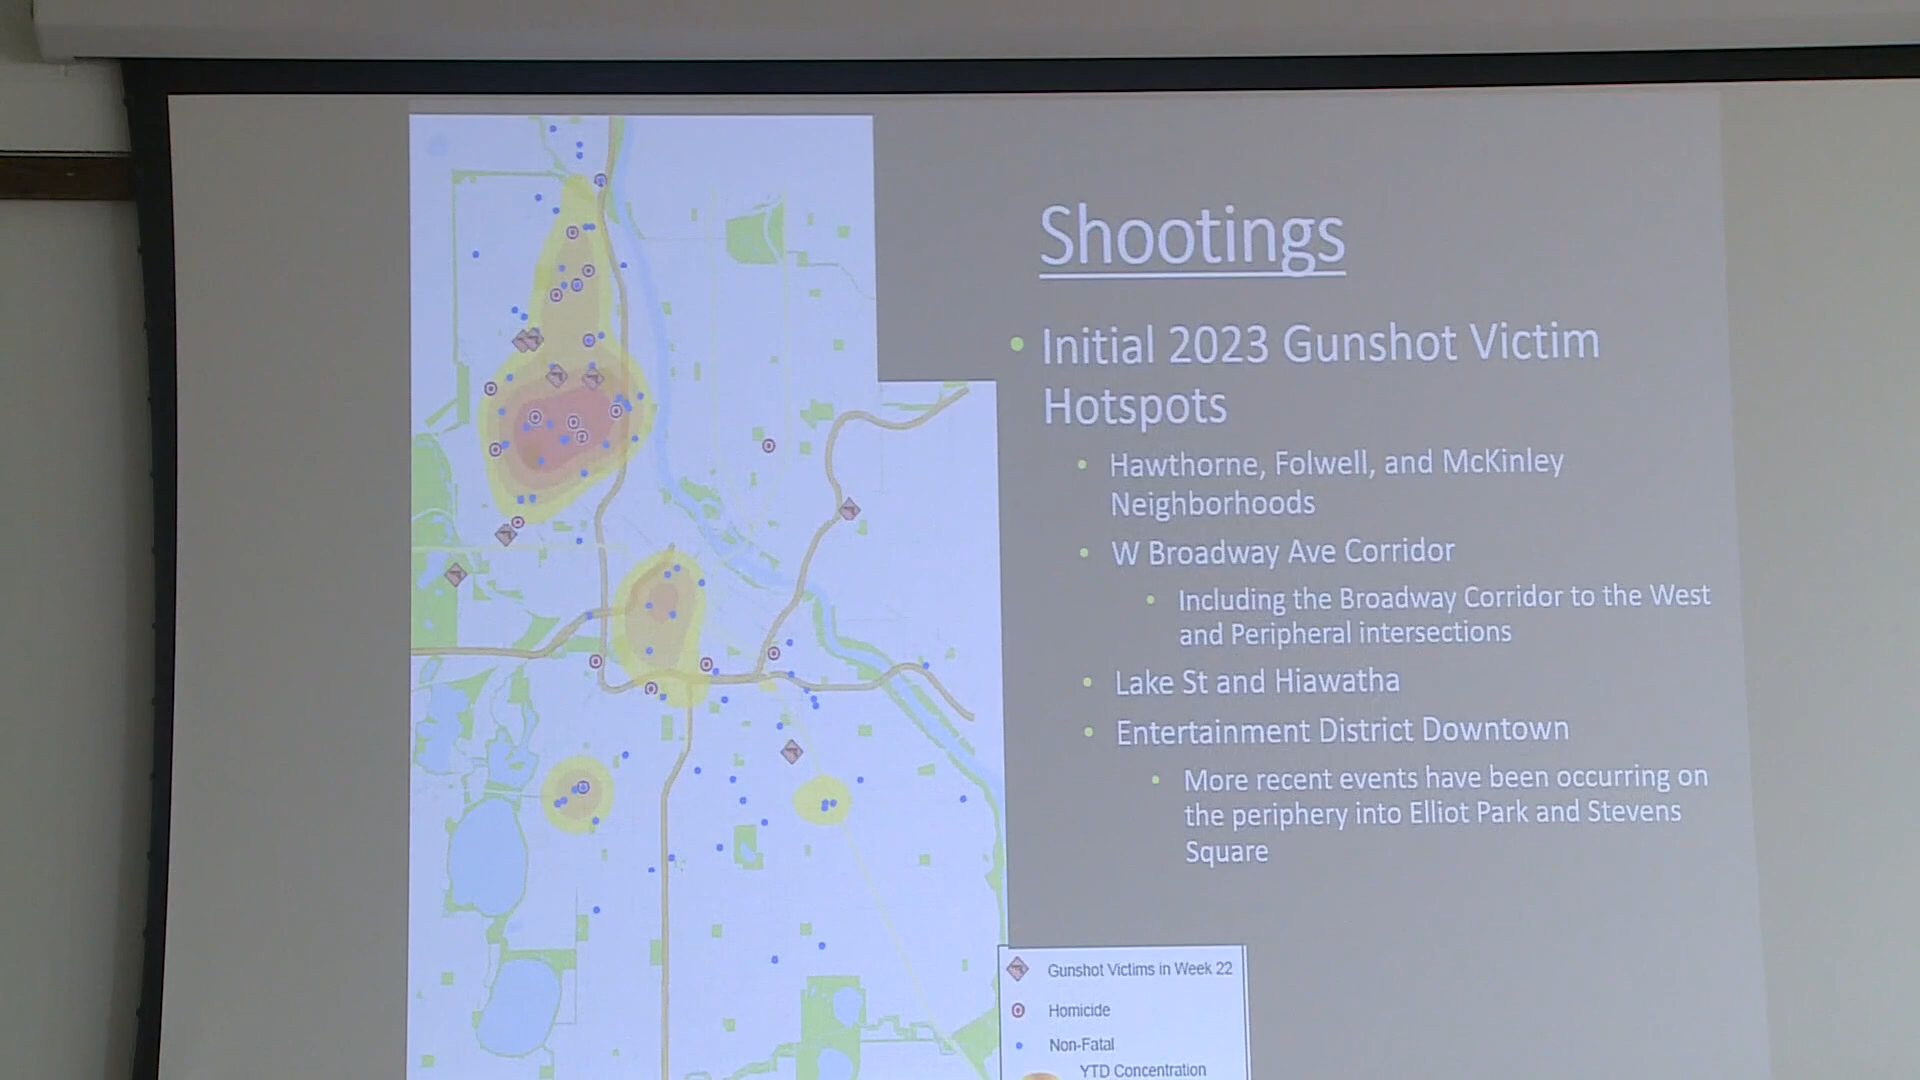 Shootings
Initial 2023 Gunshot Victim
Hotspots
Hawthorne, Folwell, and McKinley
Neighborhoods
W Broadway Ave Corridor
Including the Broadway Corridor to the West
and Peripheral intersections
Lake St and Hiawatha
Entertainment District Downtown
More recent events have been occurring on
the periphery into Elliot Park and Stevens
Square
Gunshot Victims in Week 22
Homicide
Non-Fatal
YTD Concentration